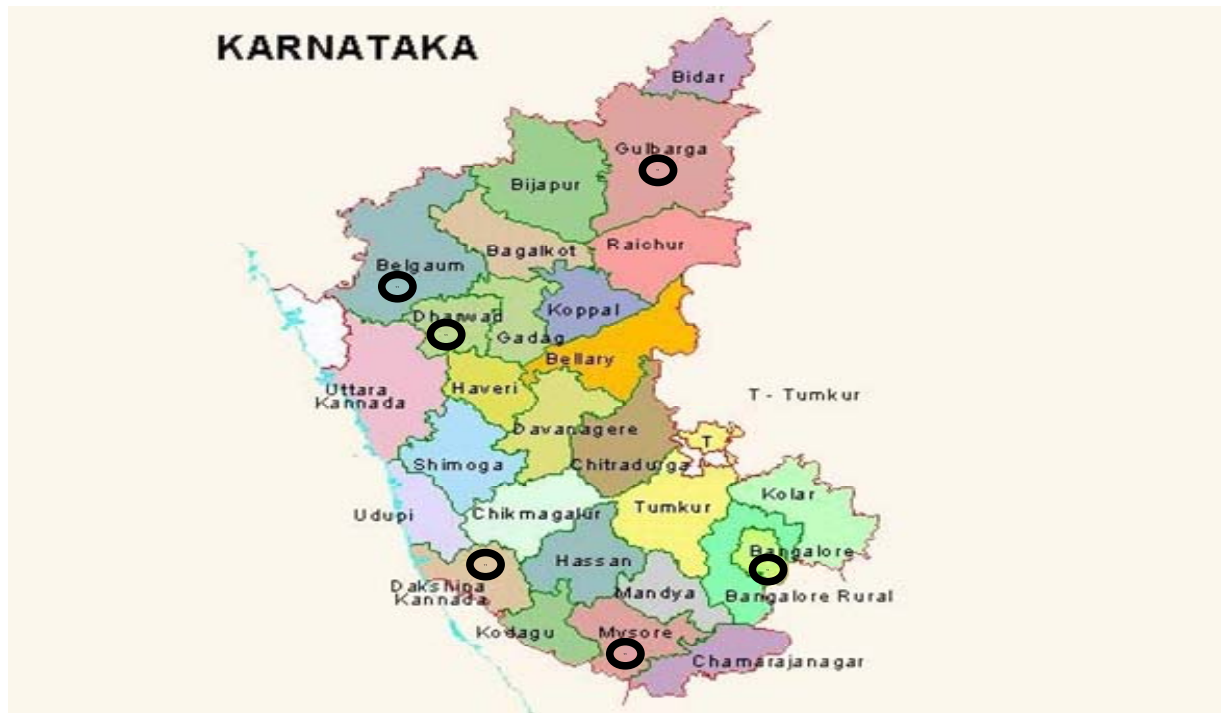 KARNATAKA
Bidar
Gulbarga
Bijapur
Raichur
Bagalkot
Belgaum
Koppal
Dharwad
Gadag
Bellary
Uttara
Kannada
Haveri
T - Tumkur
Davanagere
T
Shimoga
Chitradurga
Kolar
Udupi
Chikmagalur
Tumkur
Bangalore
Hassan
Dakshina
Kannada
Mandya
Bangalore Rural
Kodagu
Mysore
Chamarajanagar